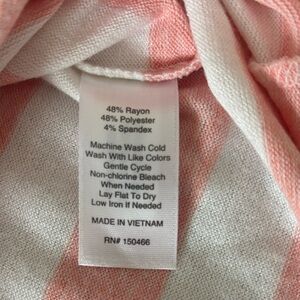 48% Rayon
48% Polyester
4% Spandex
Machine Wash Cold
Wash With Like Colors
Gentle Cycle
Non-chlorine Bleach
When Needed
Lay Flat To Dry
Low Iron If Needed
MADE IN VIETNAM
RN# 150466